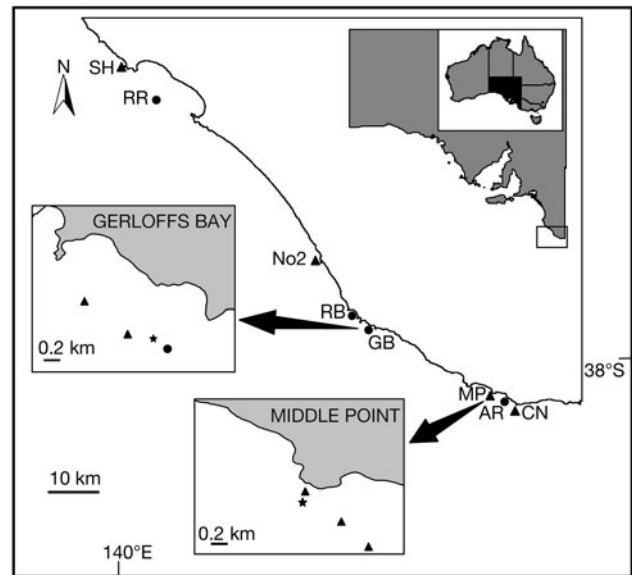 SH
N
RR
GERLOFFS BAY
No2
RB
GB
0.2 km
38°S
MP
AR
CN
MIDDLE POINT
10 km
0.2 km
140°E